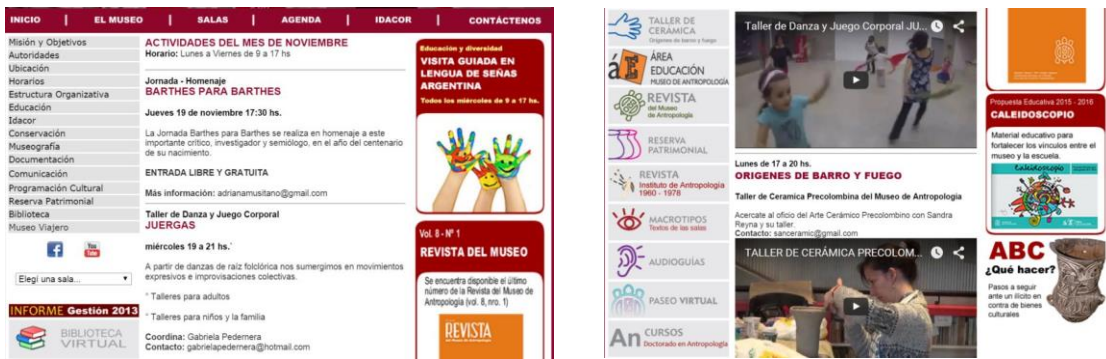 INICIO | EL MUSEO | SALAS | AGENDA | IDACOR | CONTÁCTENOS
Misión y Objetivos
Autoridades
Ubicación
Horarios
Estructura Organizativa
Educación
Idacor
Conservación
Museografía
Documentación
Comunicación
Programación Cultural
Reserva Patrimonial
Biblioteca
Museo Viajero
You
Tube
Elegi una sala...
INFORME Gestión 2013
BIBLIOTECA
VIRTUAL
ACTIVIDADES DEL MES DE NOVIEMBRE
Horario: Lunes a Viernes de 9 a 17 hs
Jornada - Homenaje
BARTHES PARA BARTHES
Jueves 19 de noviembre 17:30 hs.
La Jornada Barthes para Barthes se realiza en homenaje a este
importante crítico, investigador y semiólogo, en el año del centenario
de su nacimiento.
ENTRADA LIBRE Y GRATUITA
Más información: adrianamusitano@gmail.com
Taller de Danza y Juego Corporal
JUERGAS
miércoles 19 a 21 hs.`
A partir de danzas de raíz folclórica nos sumergimos en movimientos
expresivos e improvisaciones colectivas.
* Talleres para adultos
* Talleres para niños y la familia
Coordina: Gabriela Pedernera
Contacto: gabrielapedernera@hotmail.com
Educación y diversidad
VISITA GUIADA EN
LENGUA DE SEÑAS
ARGENTINA
Todos los miércoles de 9 a 17 hs.
Vol. 8 - Nº 1
REVISTA DEL MUSEO
Se encuentra disponible el último
número de la Revista del Museo de
Antropología (vol. 8, nro. 1)
REVISTA
TALLER DE
CERAMICA
Orígenes de barro y fuego
ÁREA
EDUCACIÓN
MUSEO DE ANTROPOLOGÍA
REVISTA
del Museo
de Antropología
RESERVA
PATRIMONIAL
REVISTA
Instituto de Antropología
1960 - 1978
MACROTIPOS
Textos de las salas
AUDIOGUÍAS
PASEO VIRTUAL
An CURSOS
Doctorado en Antropología
Taller de Danza y Juego Corporal JU...
Lunes de 17 a 20 hs.
ORIGENES DE BARRO Y FUEGO
Taller de Ceramica Precolombina del Museo de Antropologia
Acercate al oficio del Arte Cerámico Precolombino con Sandra
Reyna y su taller.
Contacto: sanceramic@gmail.com
TALLER DE CERÁMICA PRECOLOM...
Propuesta Educativa 2015 - 2016
CALEIDOSCOPIO
Material educativo para
fortalecer los vínculos entre el
museo y la escuela.
Caleidoscopio
ABC
¿Qué hacer?
Pasos a seguir
ante un ilícito en
contra de bienes
culturales